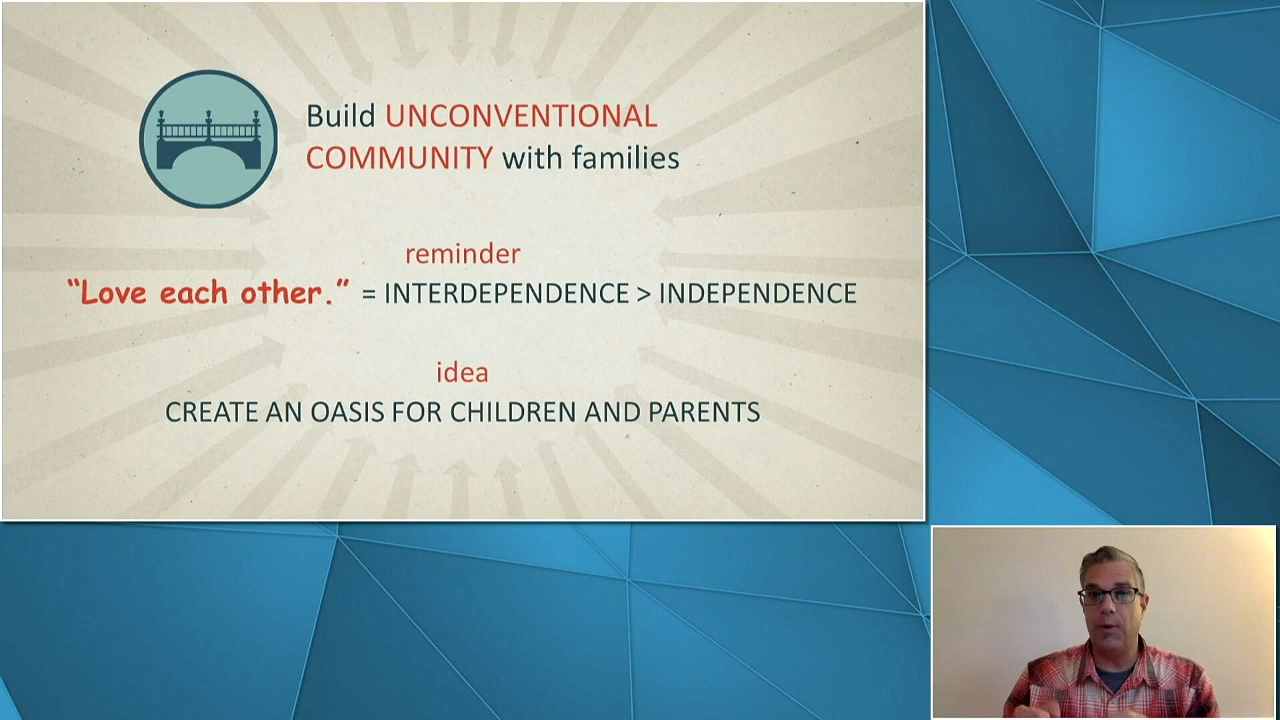 Build UNCONVENTIONAL
COMMUNITY with families
reminder
“Love each other.” = INTERDEPENDENCE > INDEPENDENCE
idea
CREATE AN OASIS FOR CHILDREN AND PARENTS